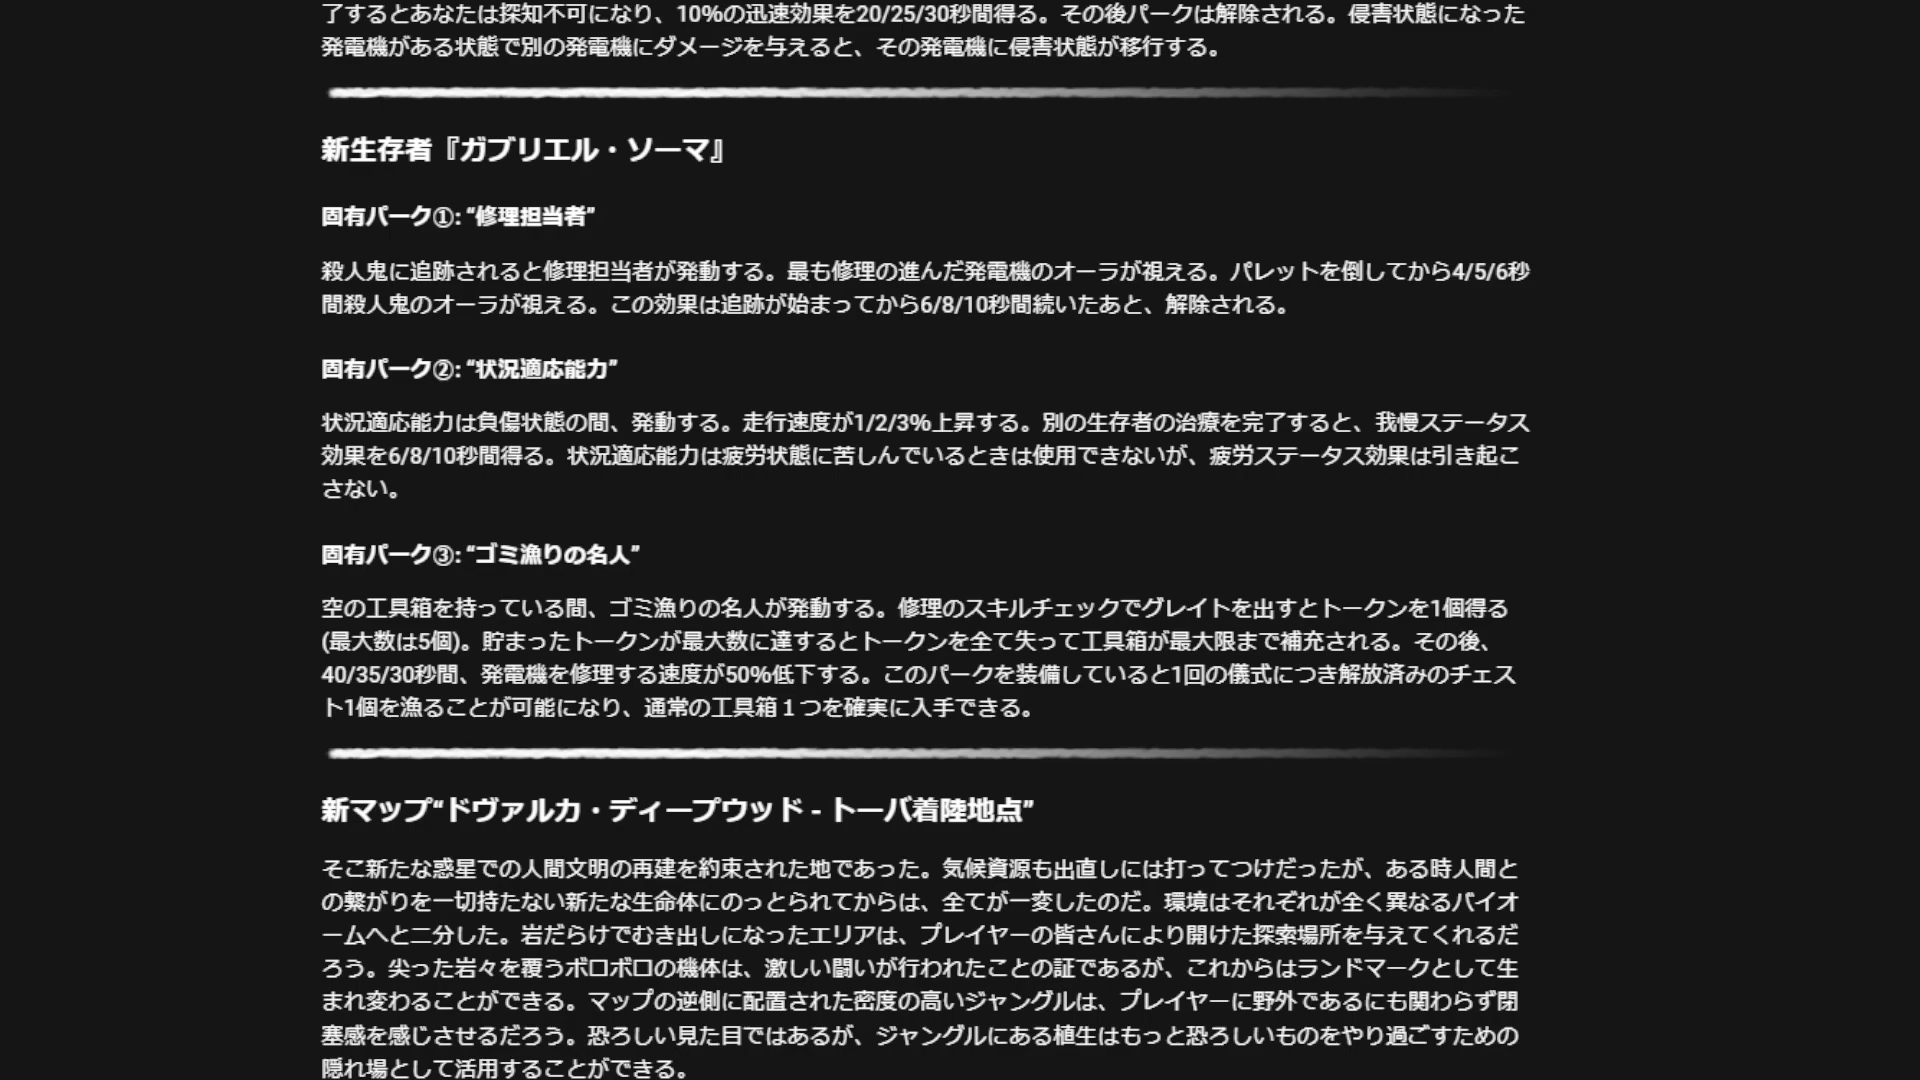 了するとあなたは探知不可になり、10%の迅速効果を20/25/30秒間得る。その後パークは解除される。侵害状態になった
発電機がある状態で別の発電機にダメージを与えると、その発電機に侵害状態が移行する。
新生存者『ガブリエル・ソーマ』
固有パーク①: “修理担当者”
殺人鬼に追跡されると修理担当者が発動する。最も修理の進んだ発電機のオーラが視える。パレットを倒してから4/5/6秒
間殺人鬼のオーラが視える。この効果は追跡が始まってから6/8/10秒間続いたあと、解除される。
固有パーク②: “状況適応能力”
状況適応能力は負傷状態の間、発動する。走行速度が1/2/3%上昇する。別の生存者の治療を完了すると、我慢ステータス
効果を6/8/10秒間得る。状況適応能力は疲労状態に苦しんでいるときは使用できないが、疲労ステータス効果は引き起こ
さない。
固有パーク③: “ゴミ漁りの名人”
空の工具箱を持っている間、ゴミ漁りの名人が発動する。修理のスキルチェックでグレイトを出すとトークンを1個得る
(最大数は5個)。貯まったトークンが最大数に達するとトークンを全て失って工具箱が最大限まで補充される。その後、
40/35/30秒間、発電機を修理する速度が50%低下する。このパークを装備していると1回の儀式につき解放済みのチェス
ト1個を漁ることが可能になり、通常の工具箱１つを確実に入手できる。
新マップ“ドヴァルカ・ディープウッド - トーバ着陸地点”
そこ新たな惑星での人間文明の再建を約束された地であった。気候資源も出直しには打ってつけだったが、ある時人間と
の繋がりを一切持たない新たな生命体にのっとられてからは、全てが一変したのだ。環境はそれぞれが全く異なるバイオ
ームへと二分した。岩だらけでむき出しになったエリアは、プレイヤーの皆さんにより開けた探索場所を与えてくれるだ
ろう。尖った岩々を覆うボロボロの機体は、激しい闘いが行われたことの証であるが、これからはランドマークとして生
まれ変わることができる。マップの逆側に配置された密度の高いジャングルは、プレイヤーに野外であるにも関わらず閉
塞感を感じさせるだろう。恐ろしい見た目ではあるが、ジャングルにある植生はもっと恐ろしいものをやり過ごすための
隠れ場として活用することができる。